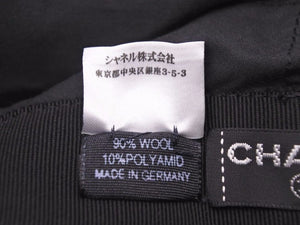 シャネル株式会社
東京都中央区銀座3-5-3
90% WOOL
10%POLYAMID
MADE IN GERMANY
CHA